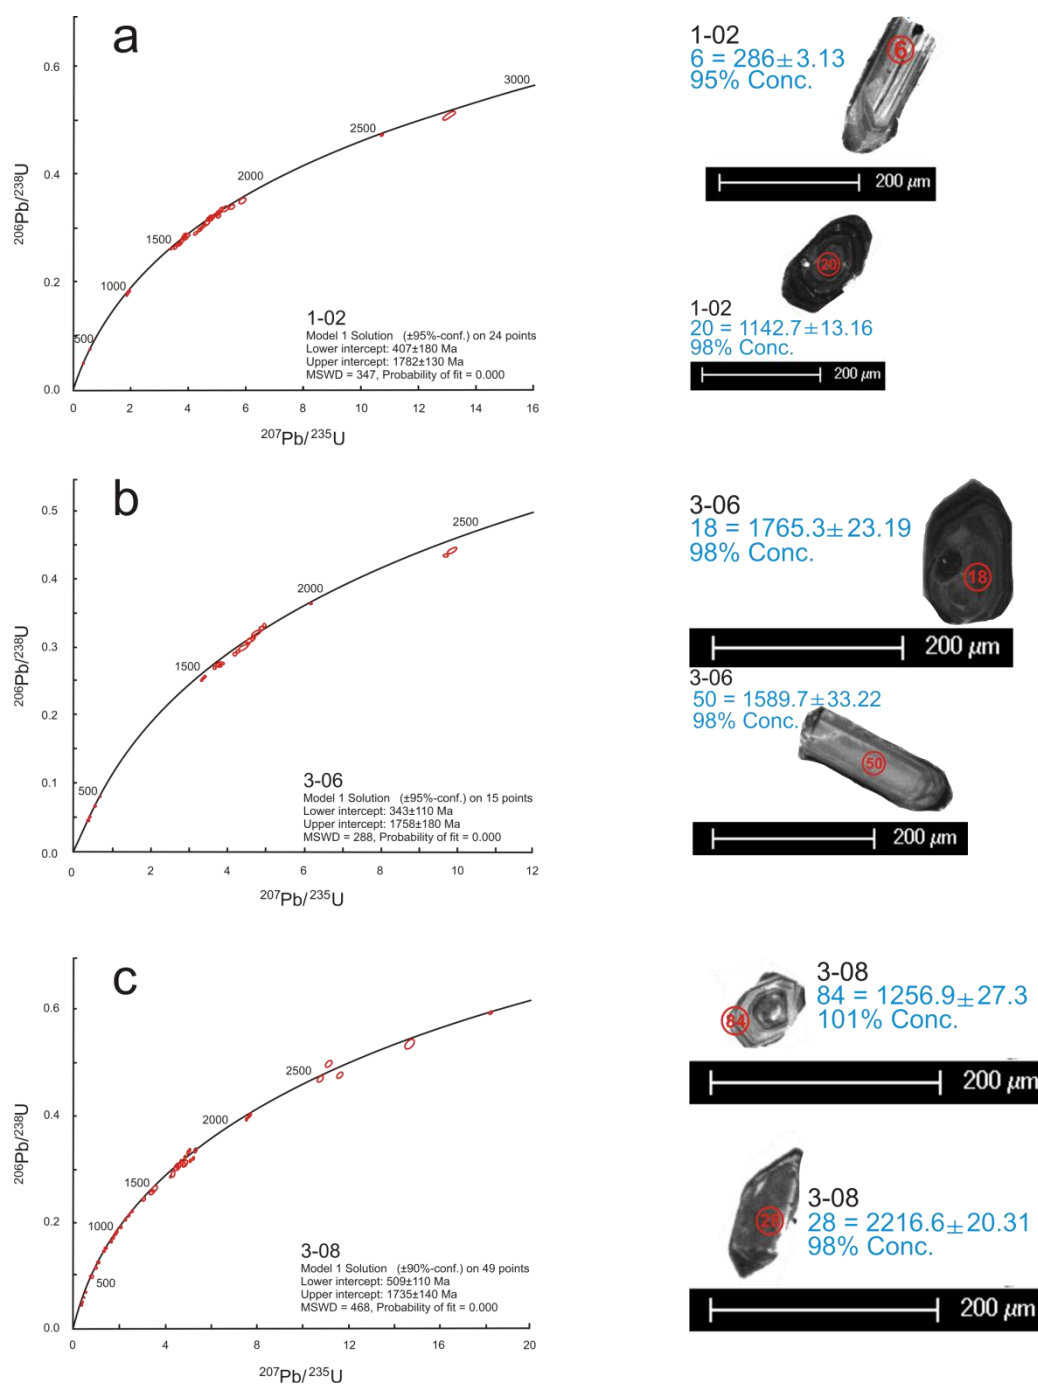 a
0.6
0.4
0.2
0.0
206Pb/238U
500
1000
1500
2000
2500
3000
1-02
Model 1 Solution (±95%-conf.) on 24 points
Lower intercept: 407±180 Ma
Upper intercept: 1782±130 Ma
MSWD = 347, Probability of fit = 0.000
0 2 4 6 8 10 12 14 16
207Pb/235U
1-02
6 = 286±3.13
95% Conc.
6
200 µm
20
1-02
20 = 1142.7±13.16
98% Conc.
200 µm
b
0.5
0.4
0.3
0.2
0.1
0.0
206Pb/238U
500
1500
2000
2500
3-06
Model 1 Solution (±95%-conf.) on 15 points
Lower intercept: 343±110 Ma
Upper intercept: 1758±180 Ma
MSWD = 288, Probability of fit = 0.000
0 2 4 6 8 10 12
207Pb/235U
3-06
18 = 1765.3±23.19
98% Conc.
18
200 µm
3-06
50 = 1589.7±33.22
98% Conc.
50
200 µm
c
0.6
0.4
0.2
0.0
206Pb/238U
500
1000
1500
2000
2500
3-08
Model 1 Solution (±90%-conf.) on 49 points
Lower intercept: 509±110 Ma
Upper intercept: 1735±140 Ma
MSWD = 468, Probability of fit = 0.000
0 2 4 6 8 10 12 14 16 20
207Pb/235U
3-08
84 = 1256.9±27.3
101% Conc.
84
200 µm
3-08
28 = 2216.6±20.31
98% Conc.
28
200 µm